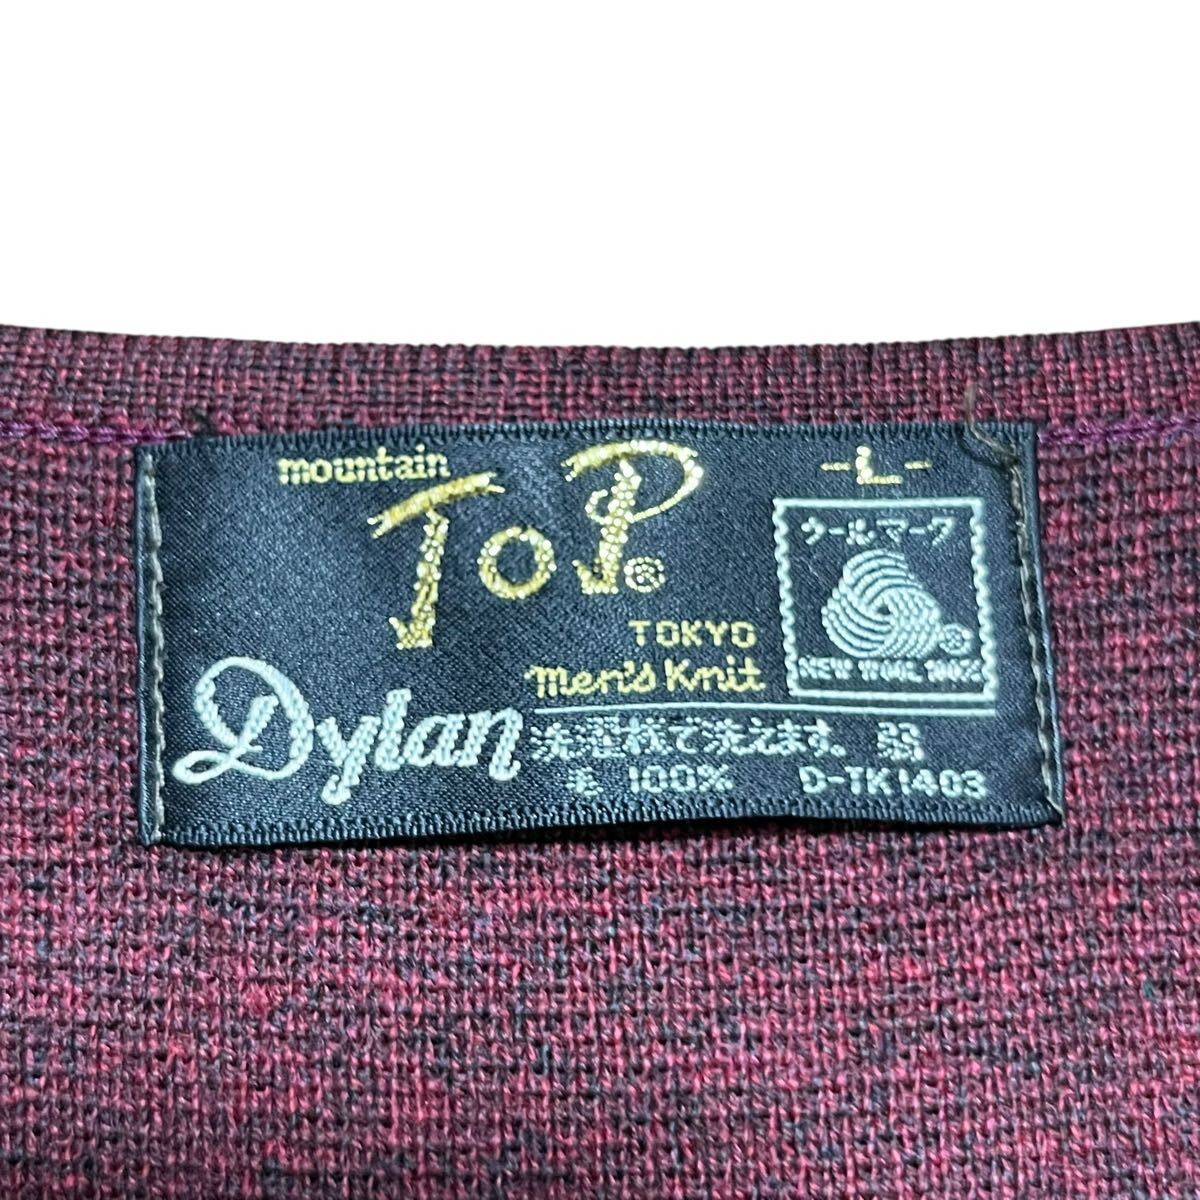 mountain
ToP®
-L-
ウールマーク
®
NEW WOOL 100%
TOKYO
men's Knit
Dylan
洗濯機で洗えます。弱
毛 100% D-TK1403